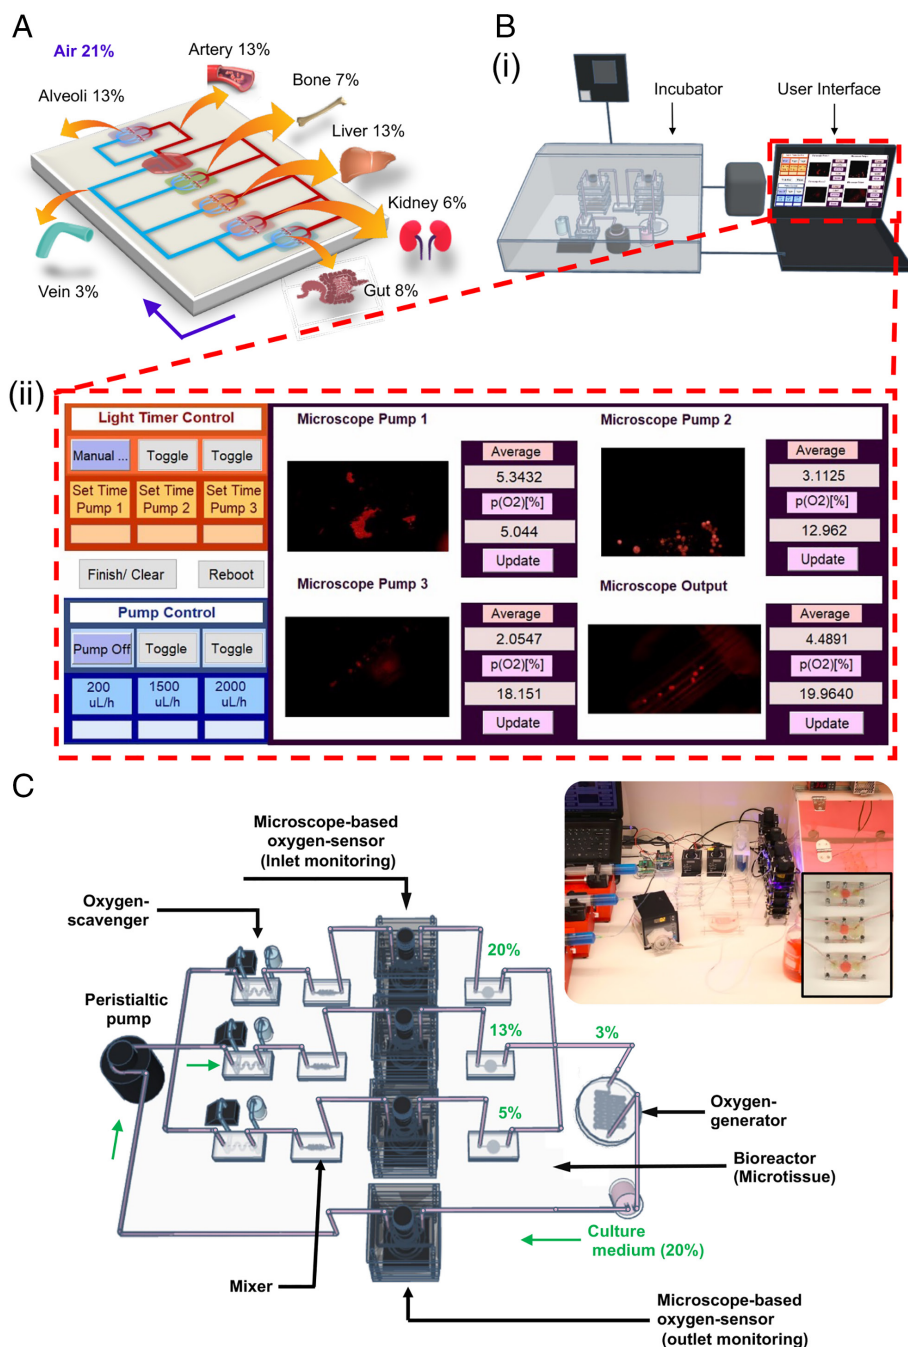 A
Air 21%
Artery 13%
Bone 7%
Alveoli 13%
Liver 13%
Kidney 6%
Vein 3%
Gut 8%
B
(i)
Incubator
User Interface
(ii)
Light Timer Control
Manual ...
Toggle
Toggle
Set Time
Pump 1
Set Time
Pump 2
Set Time
Pump 3
Finish/ Clear
Reboot
Pump Control
Pump Off
Toggle
Toggle
200
uL/h
1500
uL/h
2000
uL/h
Microscope Pump 1
Average
5.3432
p(O2)[%]
5.044
Update
Microscope Pump 2
Average
3.1125
p(O2)[%]
12.962
Update
Microscope Pump 3
Average
2.0547
p(O2)[%]
18.151
Update
Microscope Output
Average
4.4891
p(O2)[%]
19.9640
Update
C
Microscope-based
oxygen-sensor
(Inlet monitoring)
Oxygen-
scavenger
Peristialtic
pump
20%
13%
3%
5%
Oxygen-
generator
Bioreactor
(Microtissue)
Culture
medium (20%)
Mixer
Microscope-based
oxygen-sensor
(outlet monitoring)